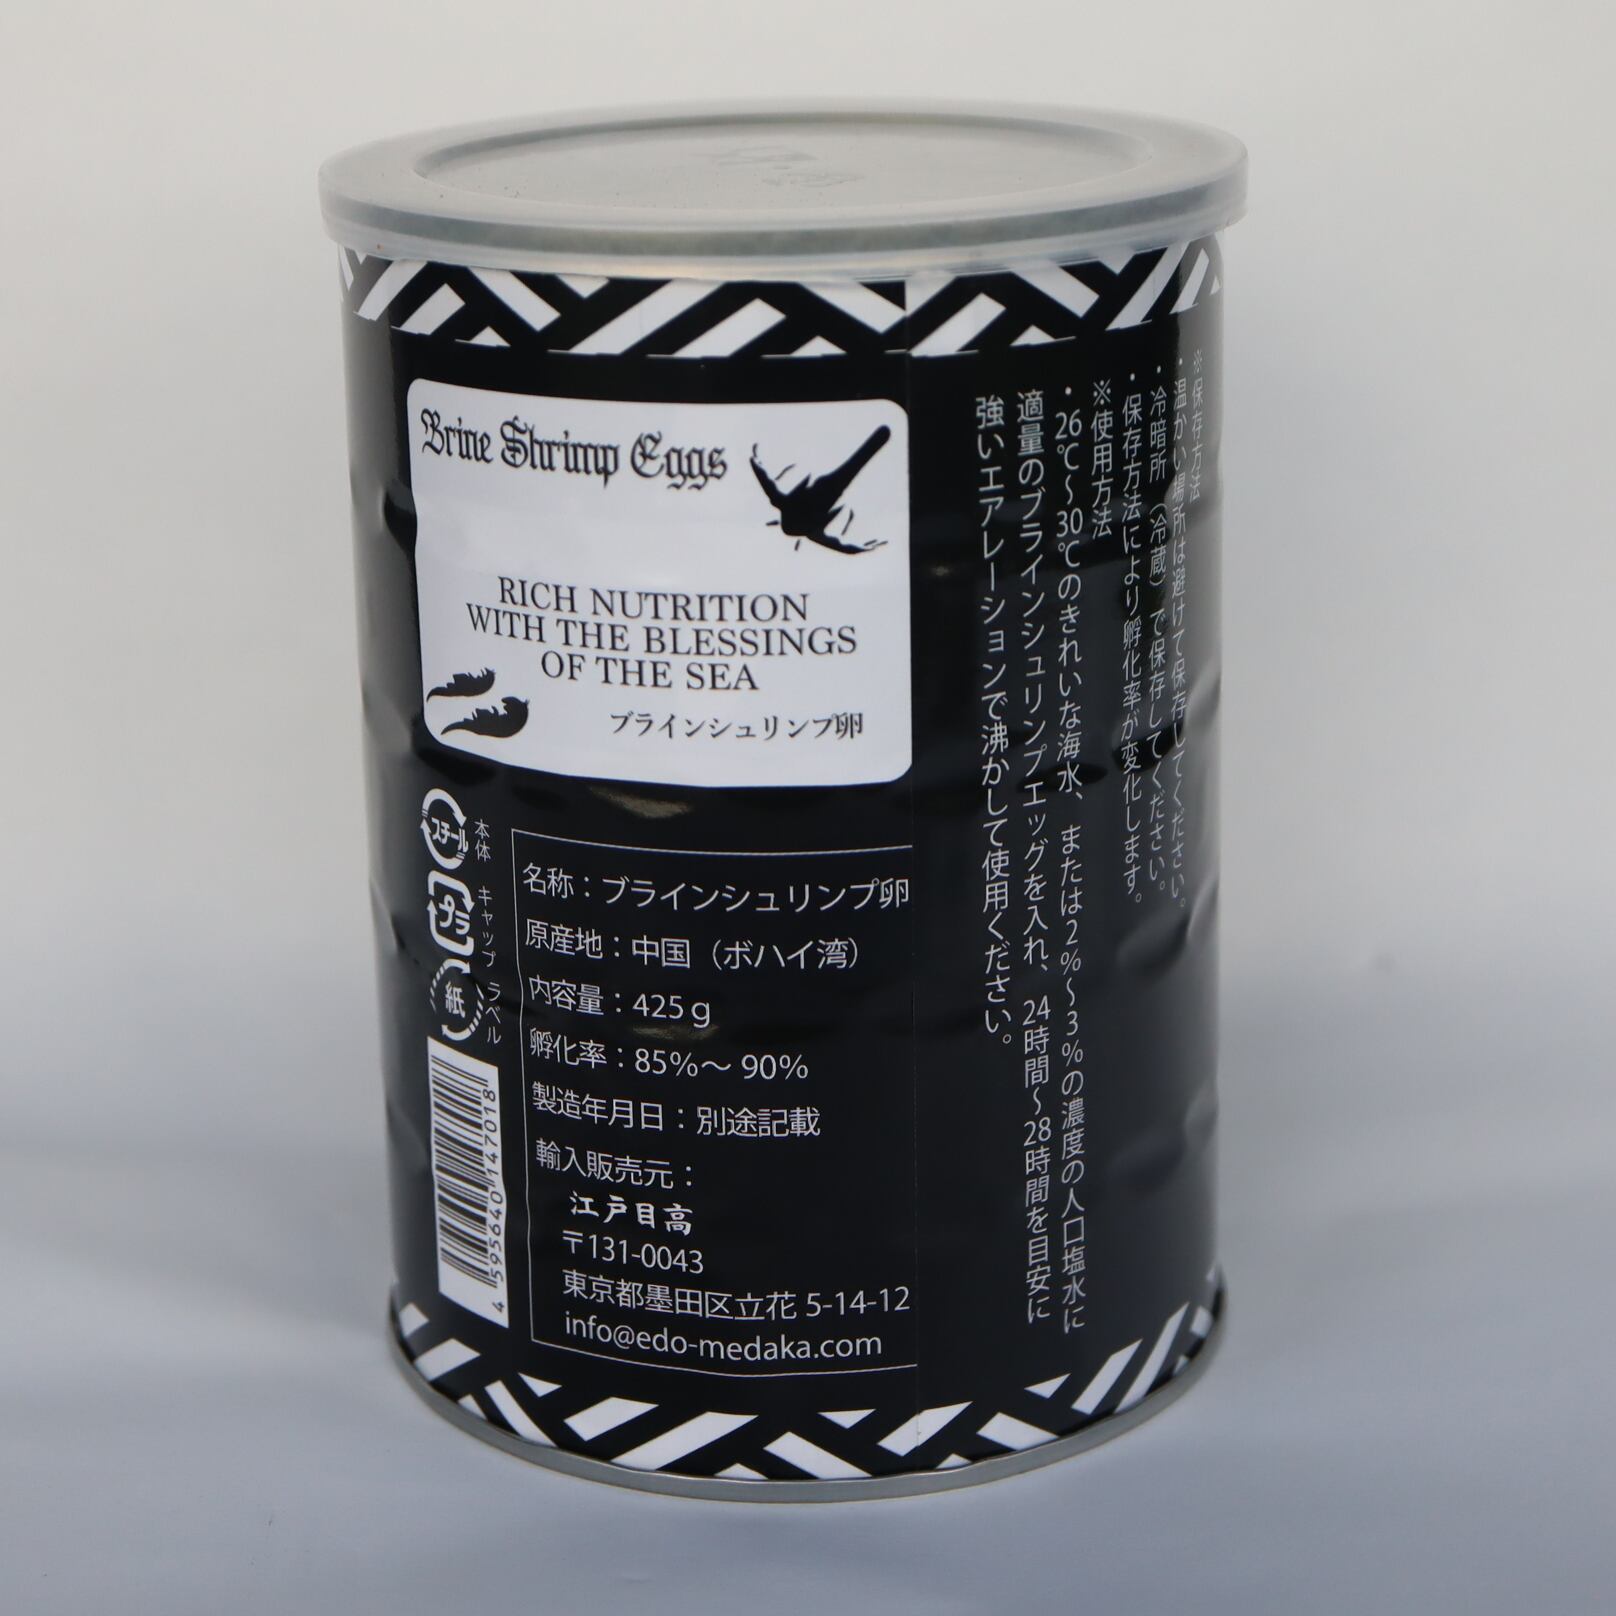 Brine Shrimp Eggs
RICH NUTRITION
WITH THE BLESSINGS
OF THE SEA
ブラインシュリンプ卵
スチール
本体
プラ
キャップ
紙
ラベル
4595640147018
名称：ブラインシュリンプ卵
原産地：中国（ボハイ湾）
内容量：425g
孵化率：85%～90%
製造年月日：別途記載
輸入販売元：
江戸目高
〒131-0043
東京都墨田区立花 5-14-12
info@edo-medaka.com
※保存方法
・温かい場所は避けて保存してください。
・冷暗所（冷蔵）で保存してください。
・保存方法により孵化率が変化します。
※使用方法
・26℃～30℃のきれいな海水、または2%～3%の濃度の人口塩水に
適量のブラインシュリンプエッグを入れ、24時間～28時間を目安に
強いエアレーションで沸かして使用ください。